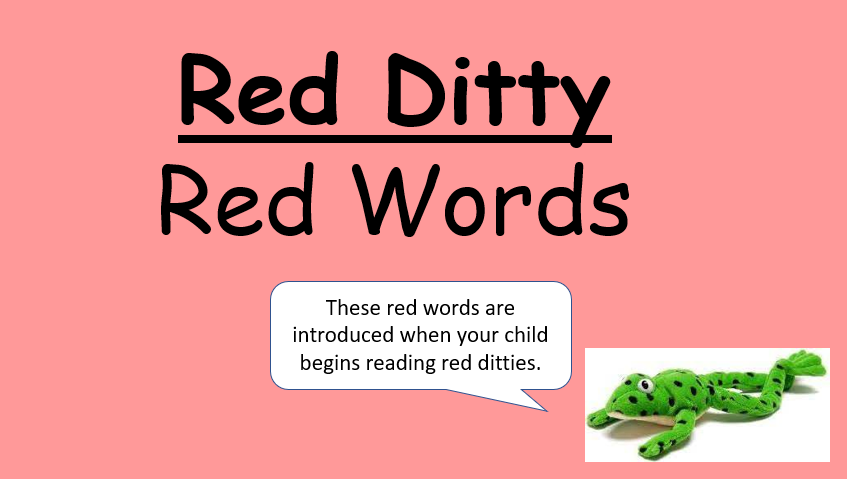 Red Ditty
Red Words
These red words are
introduced when your child
begins reading red ditties.